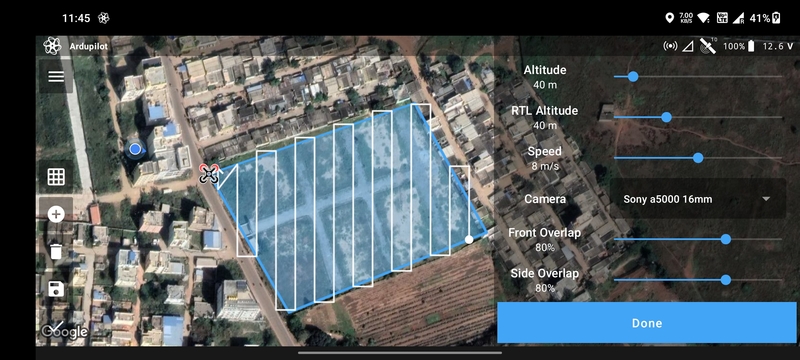 11:45
7.00
KB/S
41%
Ardupilot
100%
12.6 V
Altitude
40 m
RTL Altitude
40 m
Speed
8 m/s
Camera
Sony a5000 16mm
Front Overlap
80%
Side Overlap
80%
Done
Google